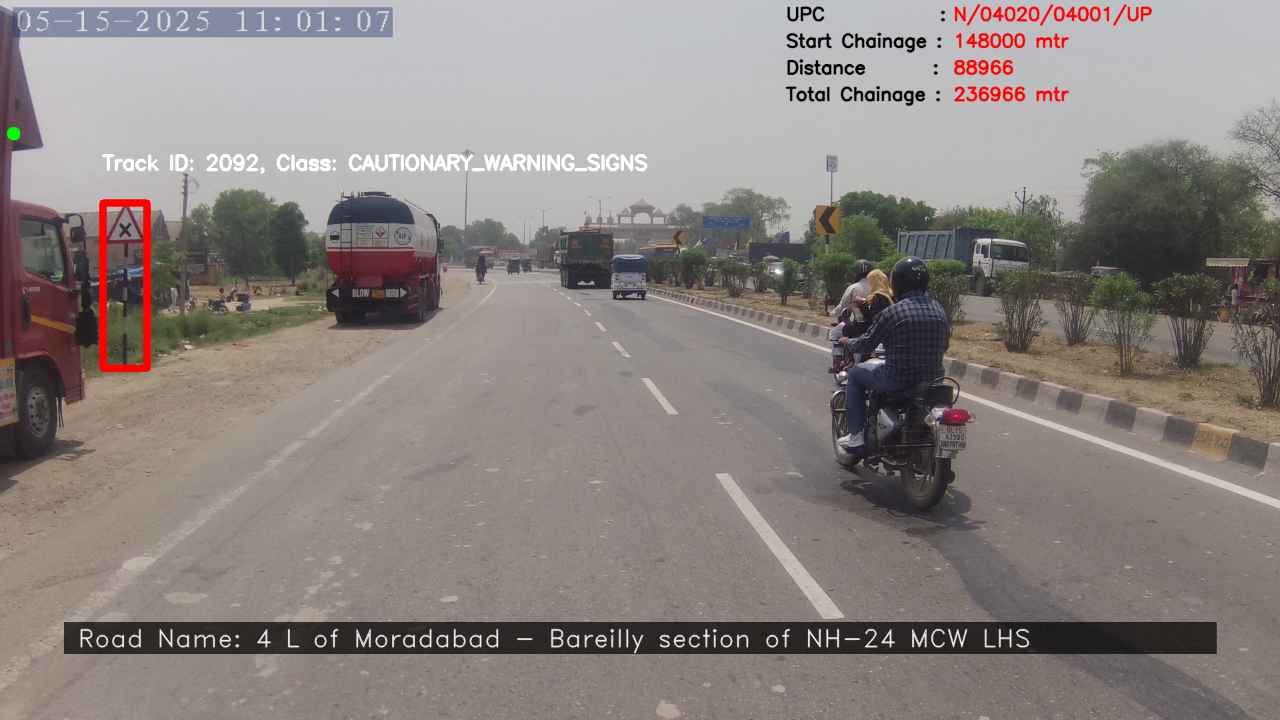 05-15-2025 11:01:07
UPC : N/04020/04001/UP
Start Chainage : 148000 mtr
Distance : 88966
Total Chainage : 236966 mtr
Track ID: 2092, Class: CAUTIONARY_WARNING_SIGNS
BLOW HORN
Road Name: 4 L of Moradabad - Bareilly section of NH-24 MCW LHS